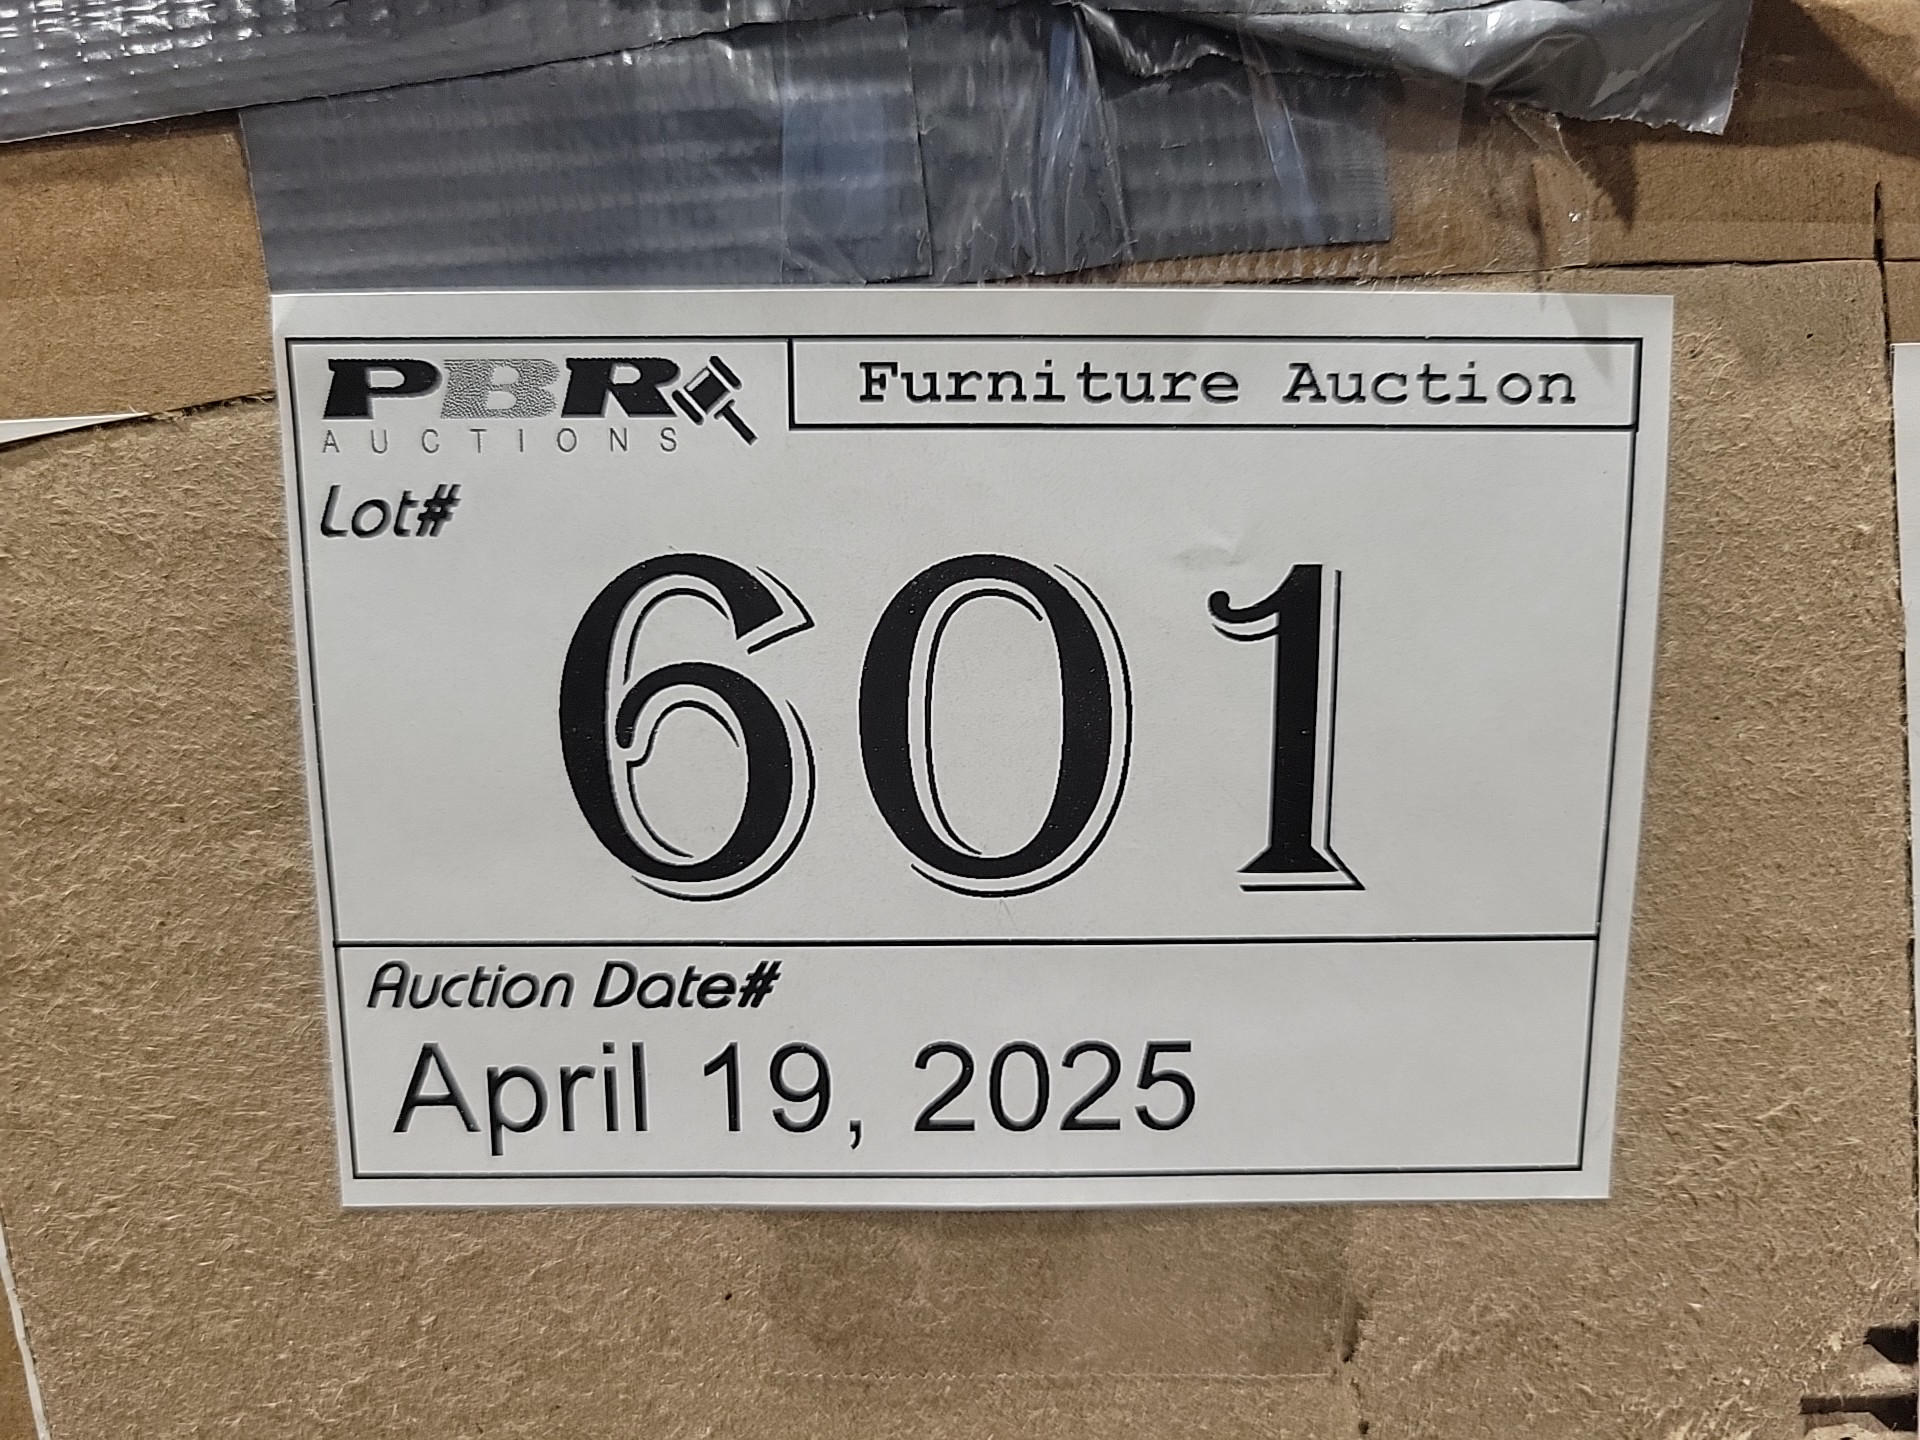 PBR
AUCTIONS
Furniture Auction
Lot#
601
Auction Date#
April 19, 2025